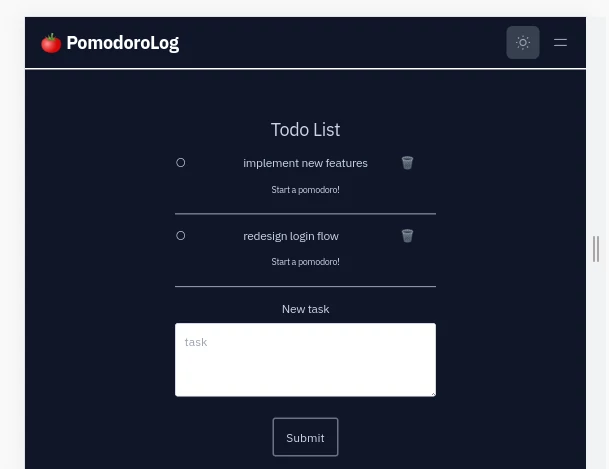 PomodoroLog
Todo List
implement new features
Start a pomodoro!
redesign login flow
Start a pomodoro!
New task
task
Submit